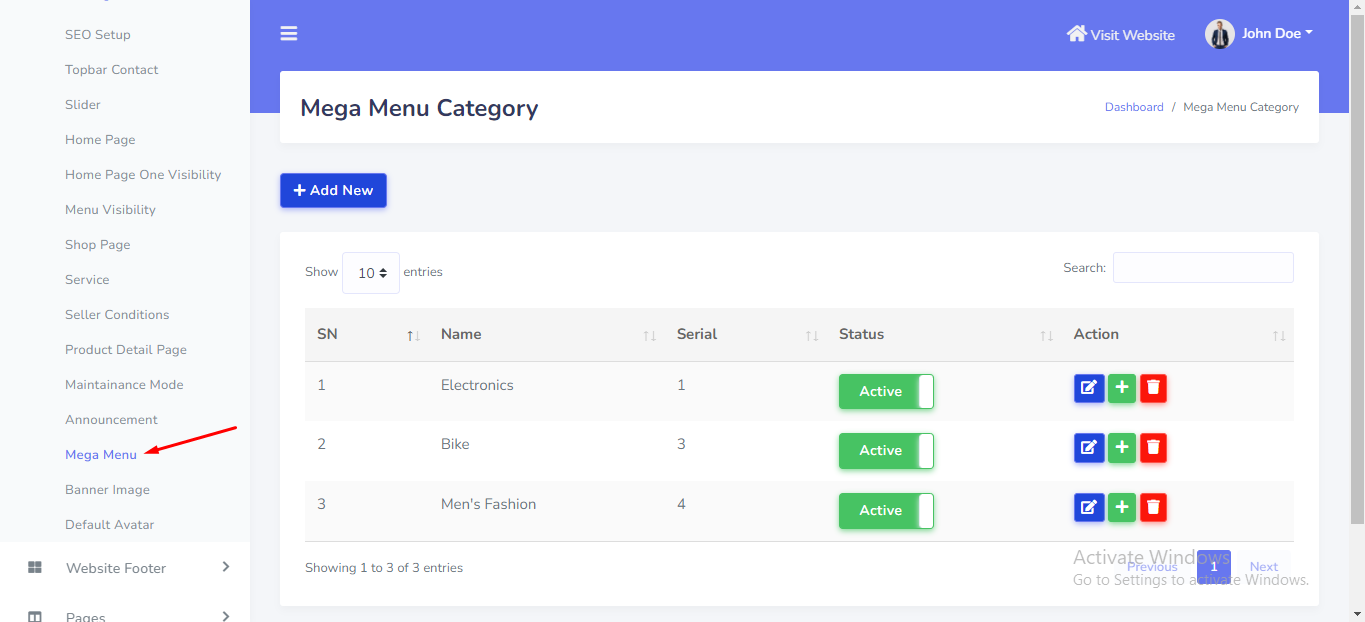 SEO Setup
Topbar Contact
Slider
Home Page
Home Page One Visibility
Menu Visibility
Shop Page
Service
Seller Conditions
Product Detail Page
Maintainance Mode
Announcement
Mega Menu
Banner Image
Default Avatar
Website Footer
Pages
Visit Website
John Doe
Mega Menu Category
Dashboard / Mega Menu Category
Add New
Show 10 entries
Search:
SN Name Serial Status Action
1 Electronics 1 Active
2 Bike 3 Active
3 Men's Fashion 4 Active
Showing 1 to 3 of 3 entries
Previous 1 Next
Activate Windows
Go to Settings to activate Windows.